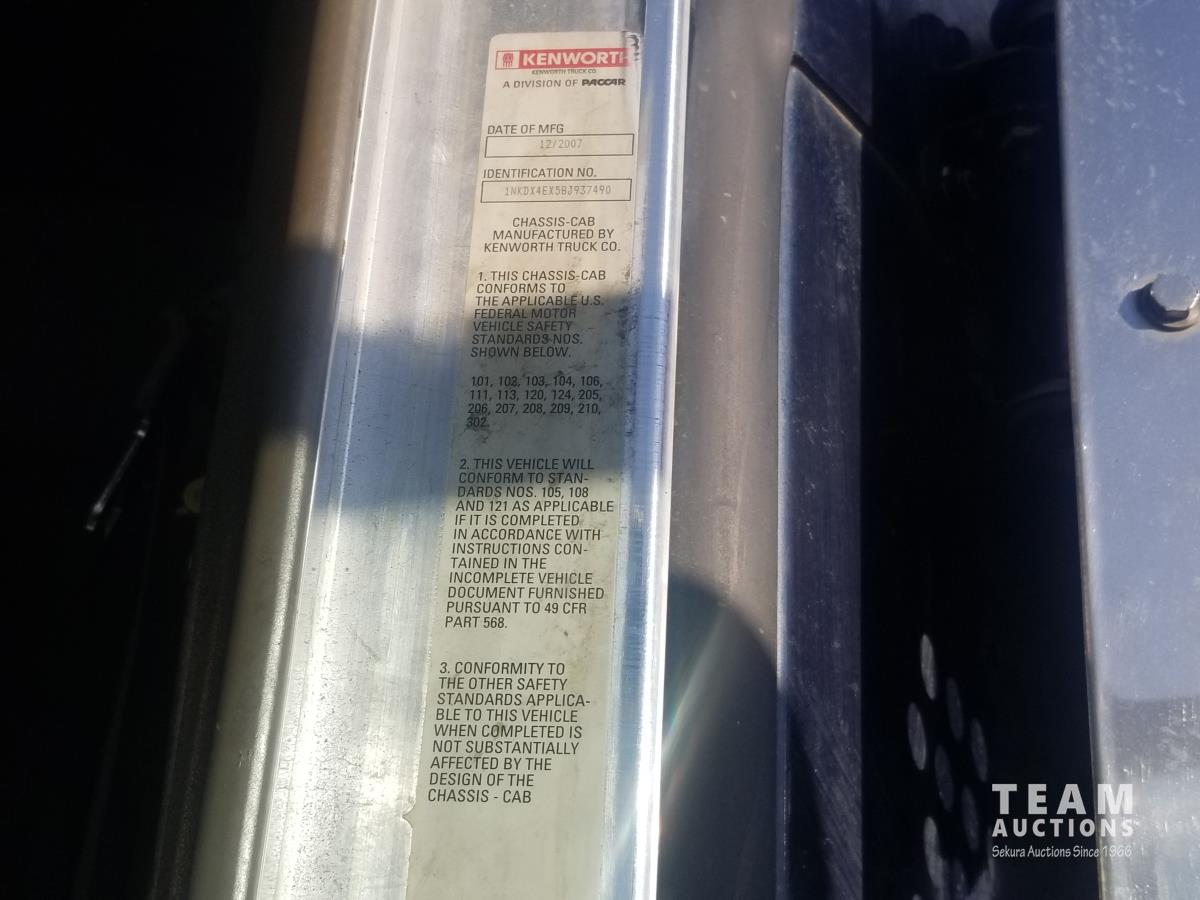 KENWORTH
KENWORTH TRUCK CO.
A DIVISION OF PACCAR
DATE OF MFG
12/2007
IDENTIFICATION NO.
1NKDX4EX58J937490
CHASSIS-CAB
MANUFACTURED BY
KENWORTH TRUCK CO.
1. THIS CHASSIS-CAB
CONFORMS TO
THE APPLICABLE U.S.
FEDERAL MOTOR
VEHICLE SAFETY
STANDARDS NOS.
SHOWN BELOW.
101, 102, 103, 104, 106,
111, 113, 120, 124, 205,
206, 207, 208, 209, 210,
302.
2. THIS VEHICLE WILL
CONFORM TO STAN-
DARDS NOS. 105, 108
AND 121 AS APPLICABLE
IF IT IS COMPLETED
IN ACCORDANCE WITH
INSTRUCTIONS CON-
TAINED IN THE
INCOMPLETE VEHICLE
DOCUMENT FURNISHED
PURSUANT TO 49 CFR
PART 568.
3. CONFORMITY TO
THE OTHER SAFETY
STANDARDS APPLICA-
BLE TO THIS VEHICLE
WHEN COMPLETED IS
NOT SUBSTANTIALLY
AFFECTED BY THE
DESIGN OF THE
CHASSIS - CAB
TEAM
AUCTIONS
Sekura Auctions Since 1966